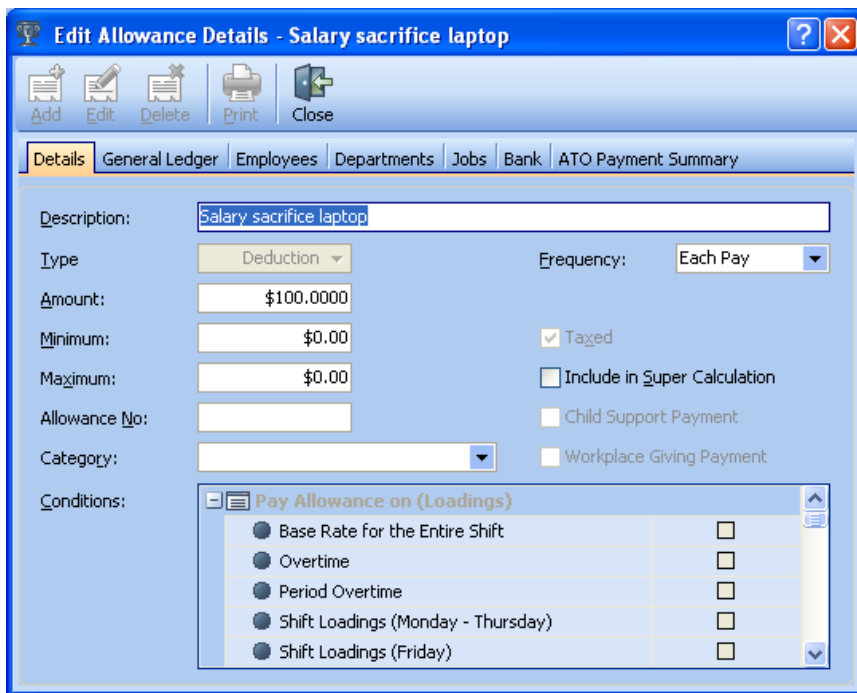 Edit Allowance Details - Salary sacrifice laptop
?
Add Edit Delete Print Close
Details General Ledger Employees Departments Jobs Bank ATO Payment Summary
Description: Salary sacrifice laptop
Type Deduction Frequency: Each Pay
Amount: $100.0000
Minimum: $0.00 Taxed
Maximum: $0.00 Include in Super Calculation
Allowance No: Child Support Payment
Category: Workplace Giving Payment
Conditions: Pay Allowance on (Loadings)
Base Rate for the Entire Shift
Overtime
Period Overtime
Shift Loadings (Monday - Thursday)
Shift Loadings (Friday)